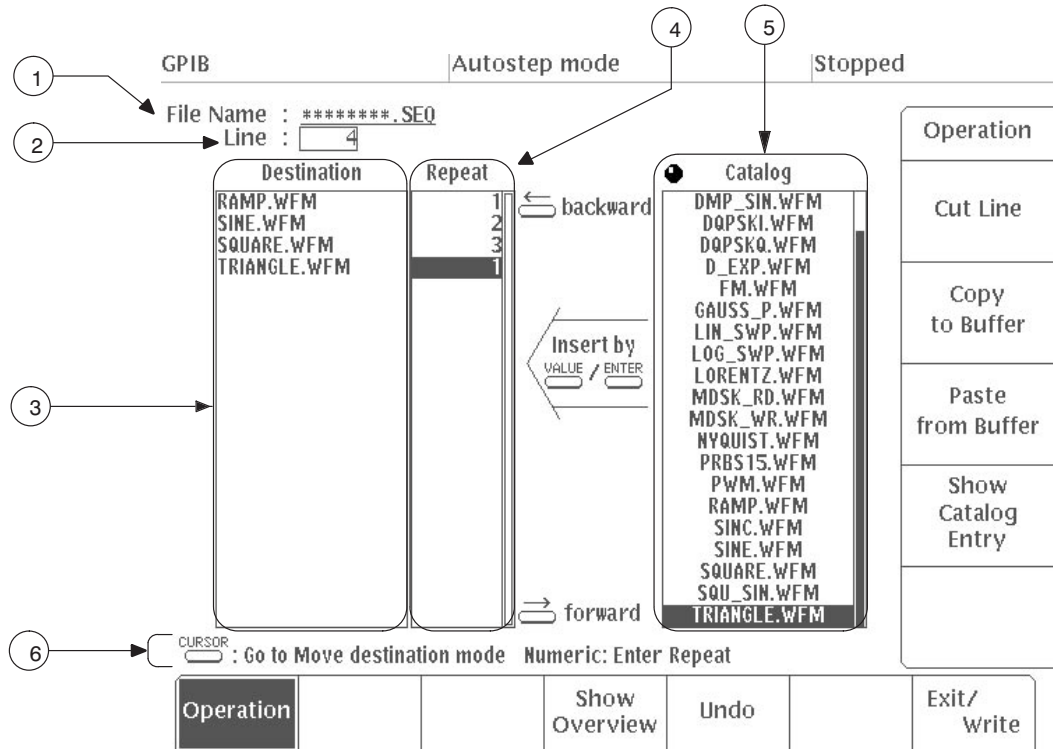 4
5
1
GPIB
Autostep mode
Stopped
File Name : ********.SEQ
2
Line : 4
Operation
Destination
Repeat
Catalog
RAMP.WFM 1
SINE.WFM 2
SQUARE.WFM 3
TRIANGLE.WFM 1
backward
DMP_SIN.WFM
DQPSKI.WFM
DQPSKQ.WFM
D_EXP.WFM
FM.WFM
GAUSS_P.WFM
LIN_SWP.WFM
LOG_SWP.WFM
LORENTZ.WFM
MDSK_RD.WFM
MDSK_WR.WFM
NYQUIST.WFM
PRBS15.WFM
PWM.WFM
RAMP.WFM
SINC.WFM
SINE.WFM
SQUARE.WFM
SQU_SIN.WFM
TRIANGLE.WFM
Cut Line
Copy
to Buffer
Insert by
VALUE / ENTER
3
Paste
from Buffer
Show
Catalog
Entry
forward
6
CURSOR
: Go to Move destination mode Numeric: Enter Repeat
Operation
Show
Overview
Undo
Exit/
Write